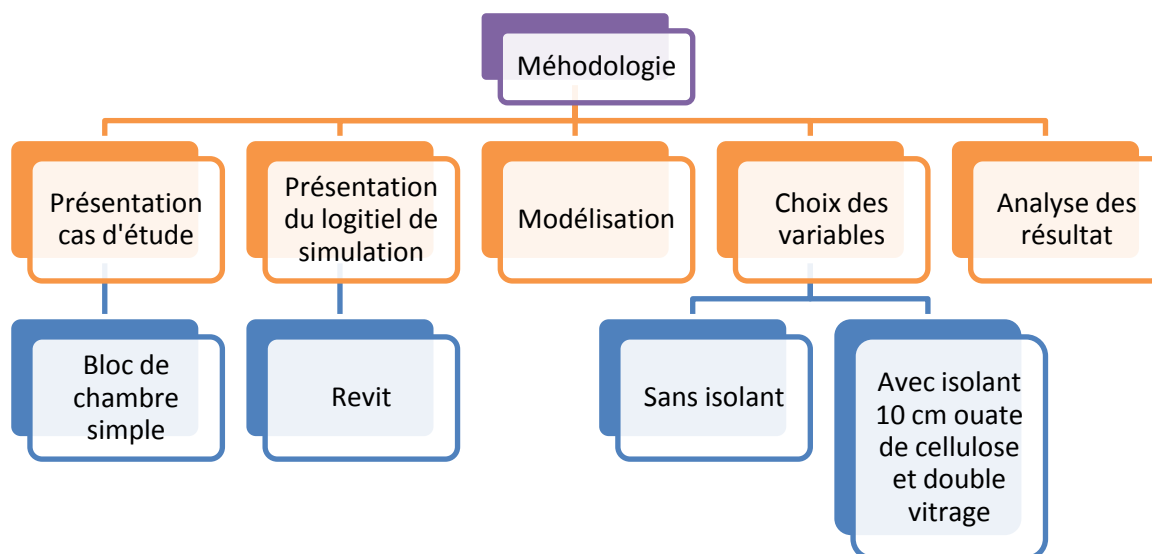 Méhodologie
Présentation
cas d'étude
Présentation
du logitiel de
simulation
Modélisation
Choix des
variables
Analyse des
résultat
Bloc de
chambre
simple
Revit
Sans isolant
Avec isolant
10 cm ouate
de cellulose
et double
vitrage